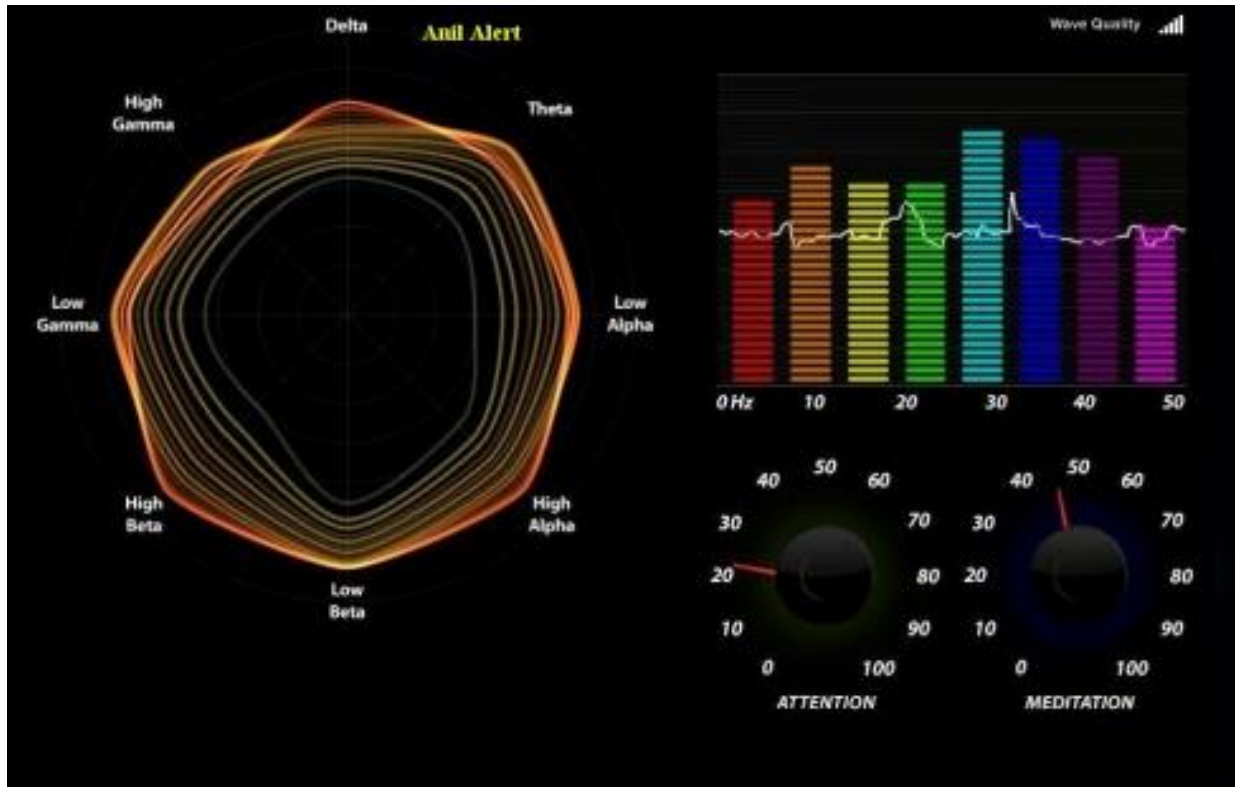 Delta
Anil Alert
Wave Quality
High
Gamma
Theta
Low
Gamma
Low
Alpha
High
Beta
High
Alpha
Low
Beta
0 Hz 10 20 30 40 50
50
40 60
30 70
20 80
10 90
0 100
ATTENTION
50
40 60
30 70
20 80
10 90
0 100
MEDITATION